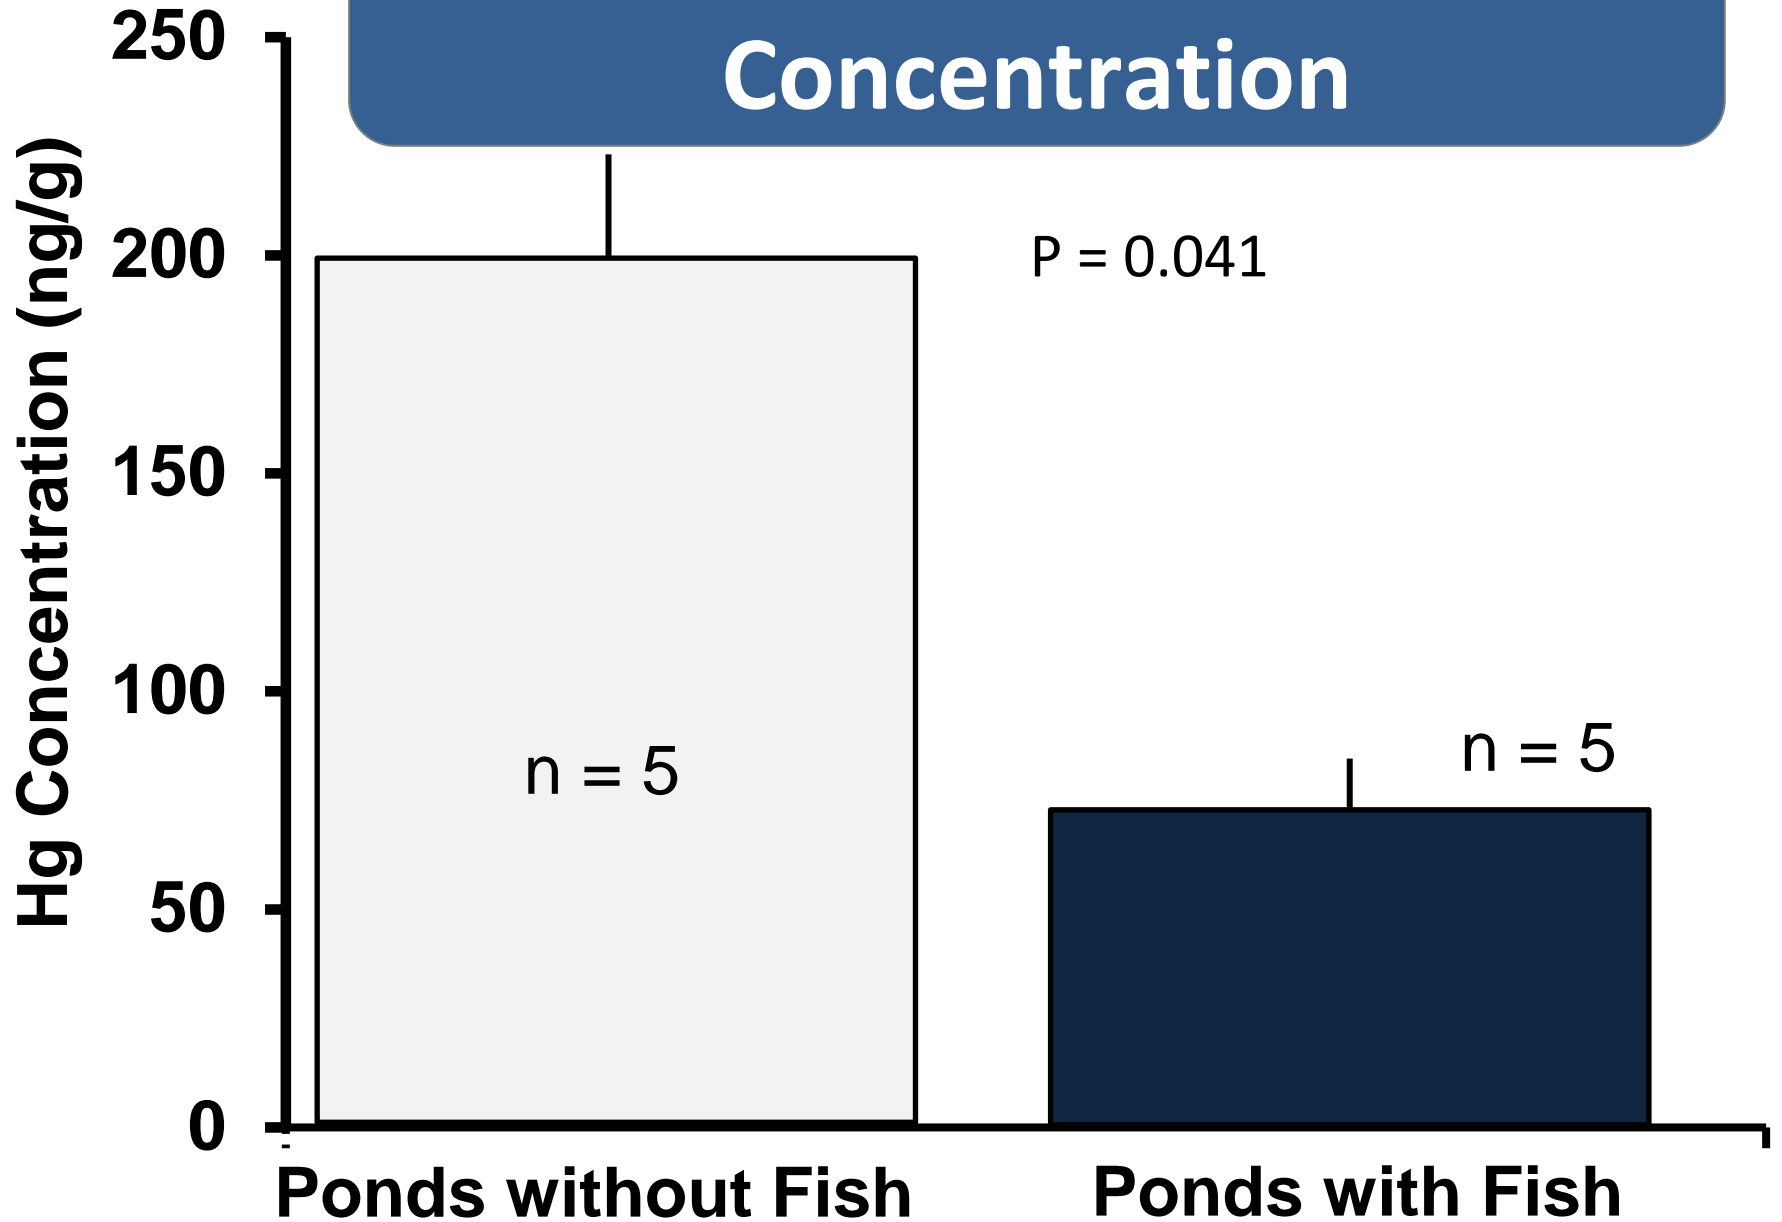 Concentration
Hg Concentration (ng/g)
250
200
150
100
50
0
P = 0.041
n = 5
n = 5
Ponds without Fish
Ponds with Fish